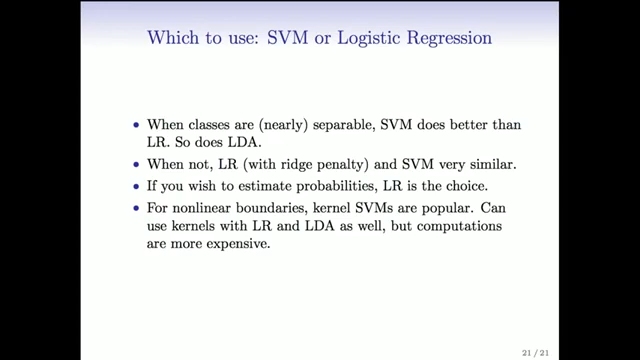 Which to use: SVM or Logistic Regression
• When classes are (nearly) separable, SVM does better than
LR. So does LDA.
• When not, LR (with ridge penalty) and SVM very similar.
• If you wish to estimate probabilities, LR is the choice.
• For nonlinear boundaries, kernel SVMs are popular. Can
use kernels with LR and LDA as well, but computations
are more expensive.
21 / 21